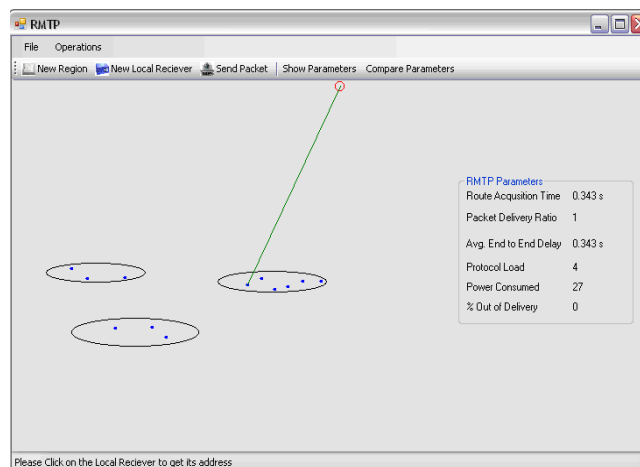 RMTP
File Operations
New Region New Local Reciever Send Packet Show Parameters Compare Parameters
RMTP Parameters
Route Acqusition Time 0.343 s
Packet Delivery Ratio 1
Avg. End to End Delay 0.343 s
Protocol Load 4
Power Consumed 27
% Out of Delivery 0
Please Click on the Local Reciever to get its address